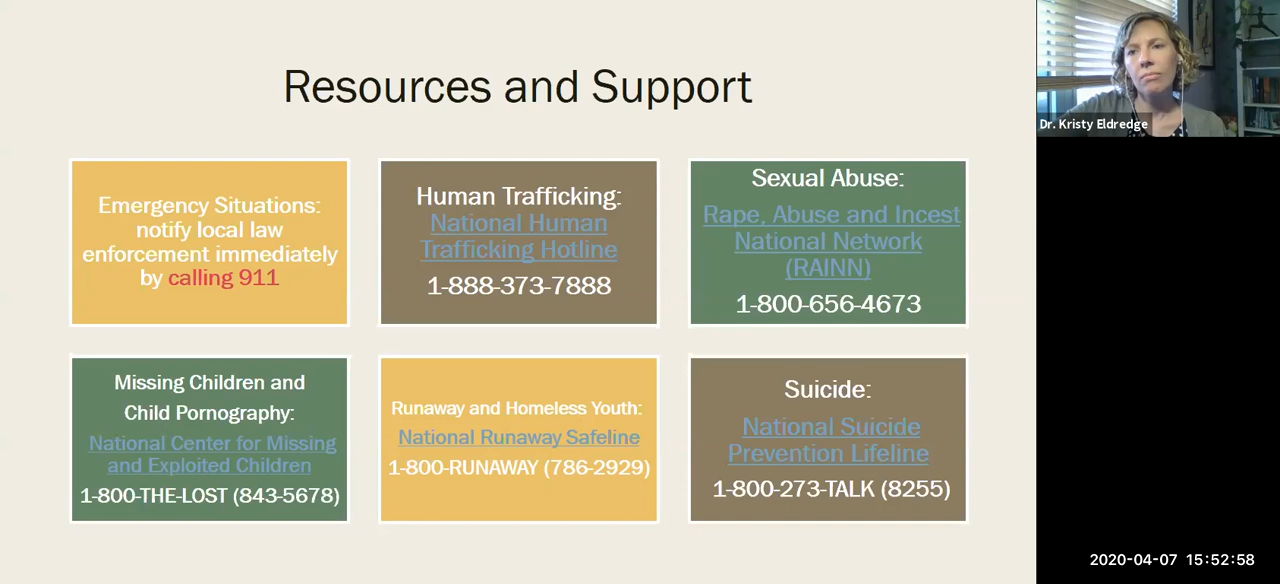 Resources and Support
Emergency Situations:
notify local law
enforcement immediately
by calling 911
Human Trafficking:
National Human
Trafficking Hotline
1-888-373-7888
Sexual Abuse:
Rape, Abuse and Incest
National Network
(RAINN)
1-800-656-4673
Missing Children and
Child Pornography:
National Center for Missing
and Exploited Children
1-800-THE-LOST (843-5678)
Runaway and Homeless Youth:
National Runaway Safeline
1-800-RUNAWAY (786-2929)
Suicide:
National Suicide
Prevention Lifeline
1-800-273-TALK (8255)
Dr. Kristy Eldredge
2020-04-07 15:52:58